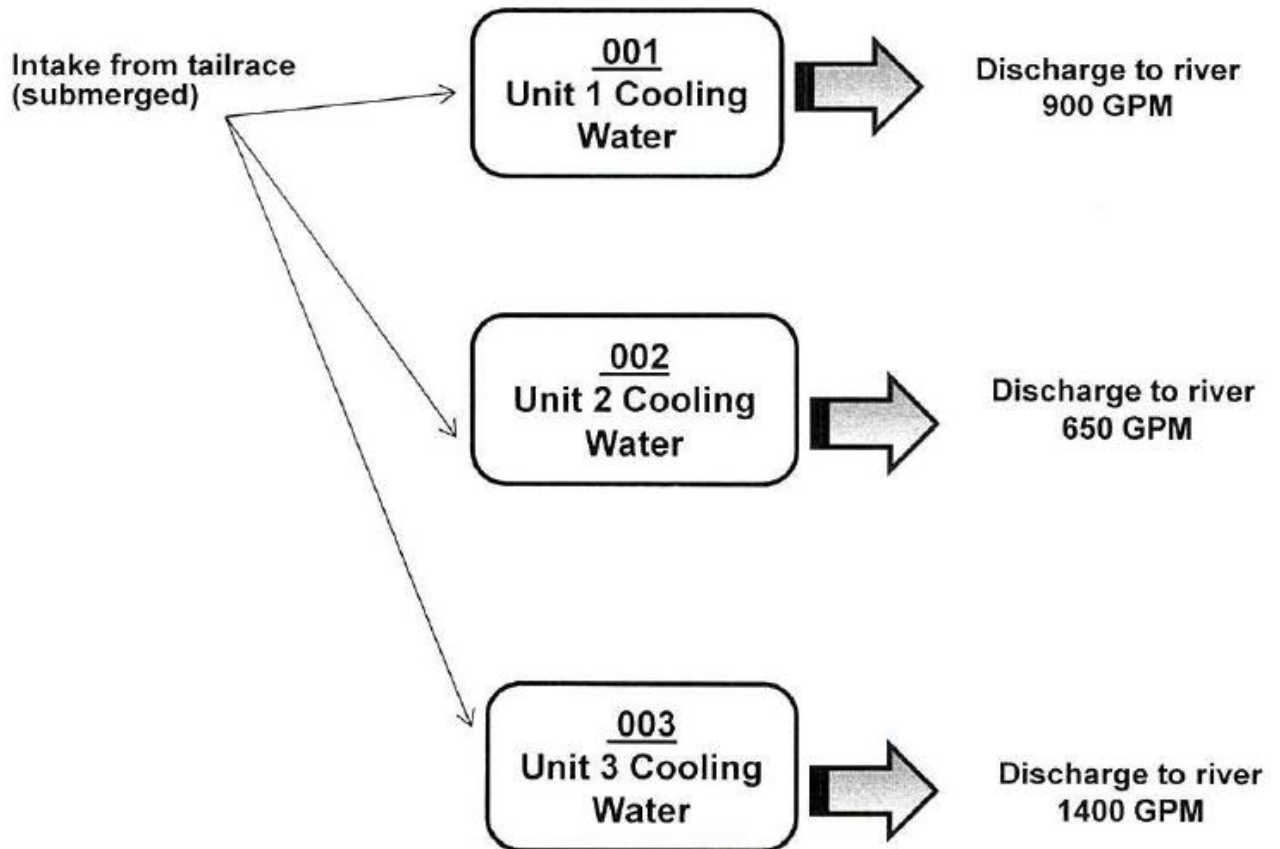 Intake from tailrace
(submerged)
001
Unit 1 Cooling
Water
Discharge to river
900 GPM
002
Unit 2 Cooling
Water
Discharge to river
650 GPM
003
Unit 3 Cooling
Water
Discharge to river
1400 GPM